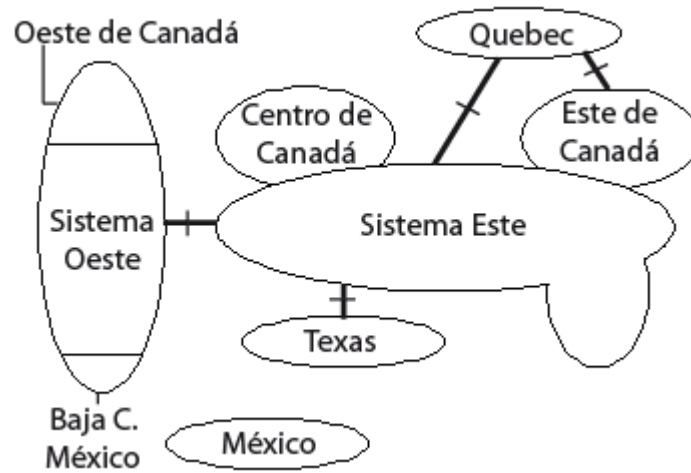 Oeste de Canadá
Quebec
Centro de
Canadá
Este de
Canadá
Sistema
Oeste
Sistema Este
Texas
Baja C.
México
México